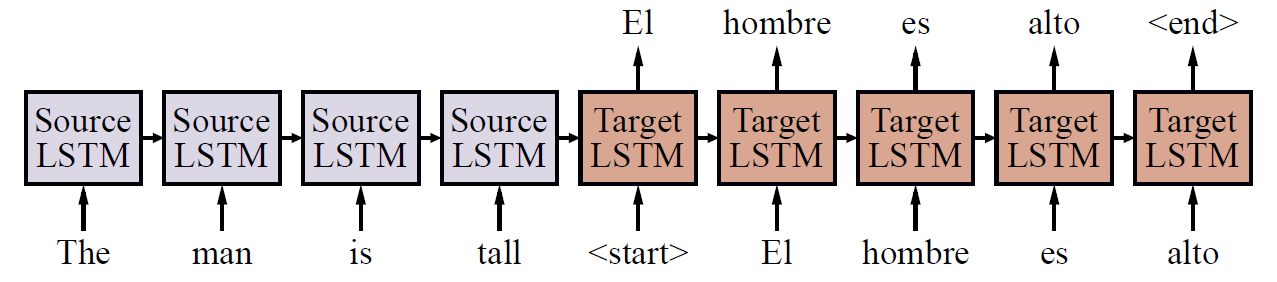 El hombre es alto <end>
Source Source Source Source Target Target Target Target Target
LSTM LSTM LSTM LSTM LSTM LSTM LSTM LSTM LSTM
The man is tall <start> El hombre es alto